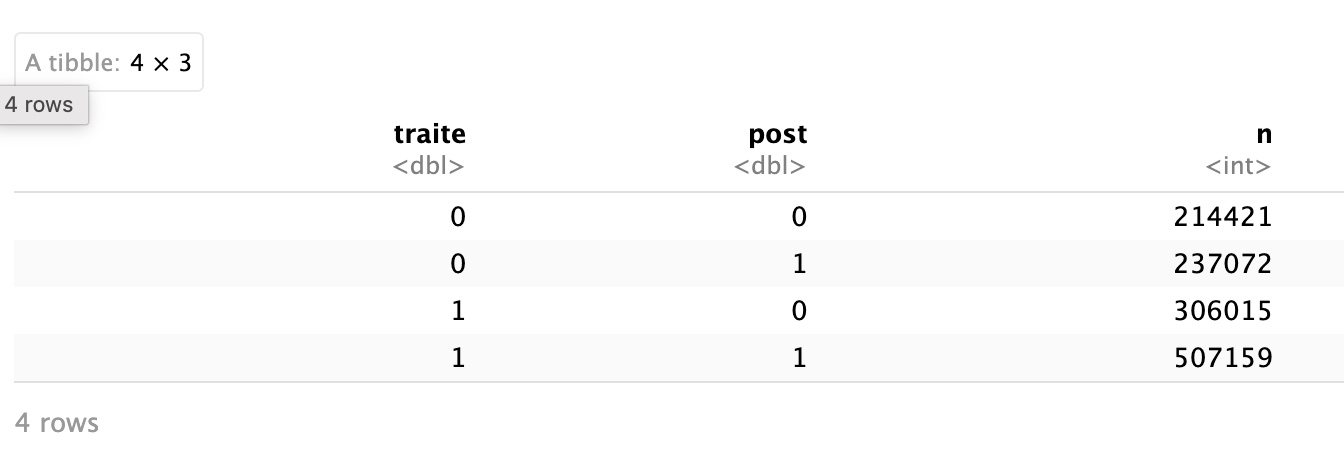 A tibble: 4 × 3
4 rows
traite post n
<dbl> <dbl> <int>
0 0 214421
0 1 237072
1 0 306015
1 1 507159
4 rows